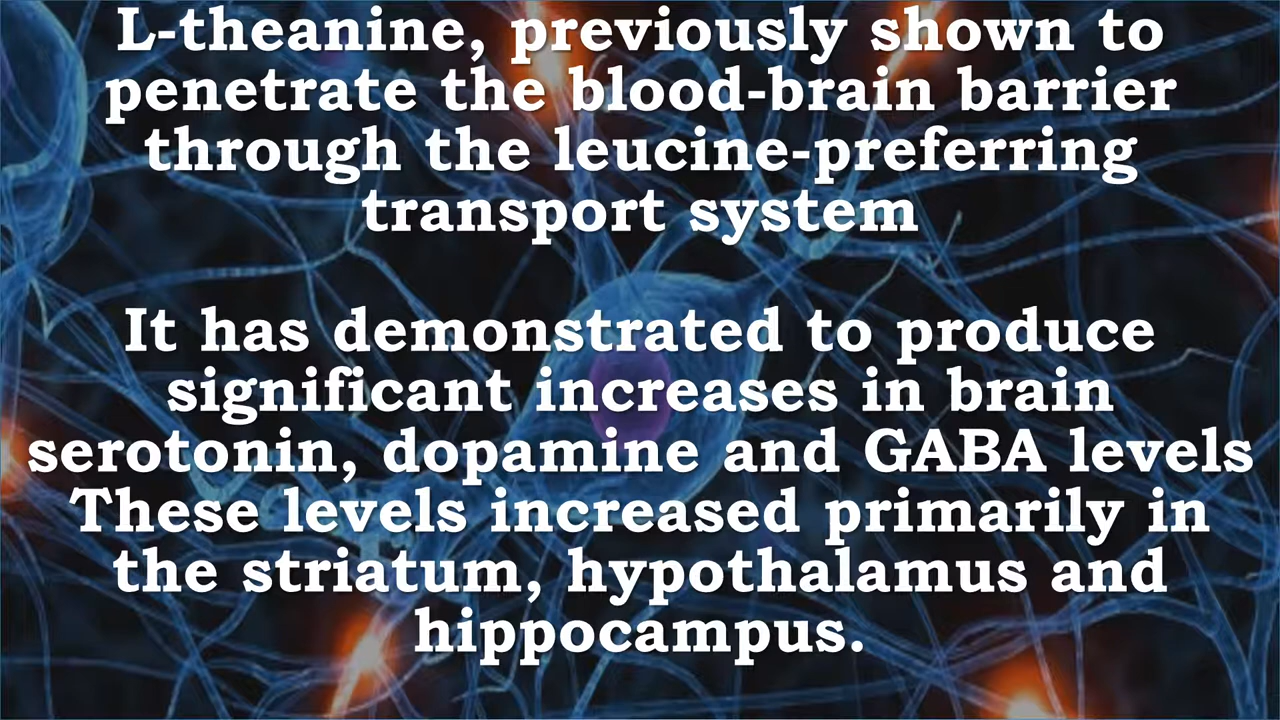 L-theanine, previously shown to
penetrate the blood-brain barrier
through the leucine-preferring
transport system
It has demonstrated to produce
significant increases in brain
serotonin, dopamine and GABA levels
These levels increased primarily in
the striatum, hypothalamus and
hippocampus.